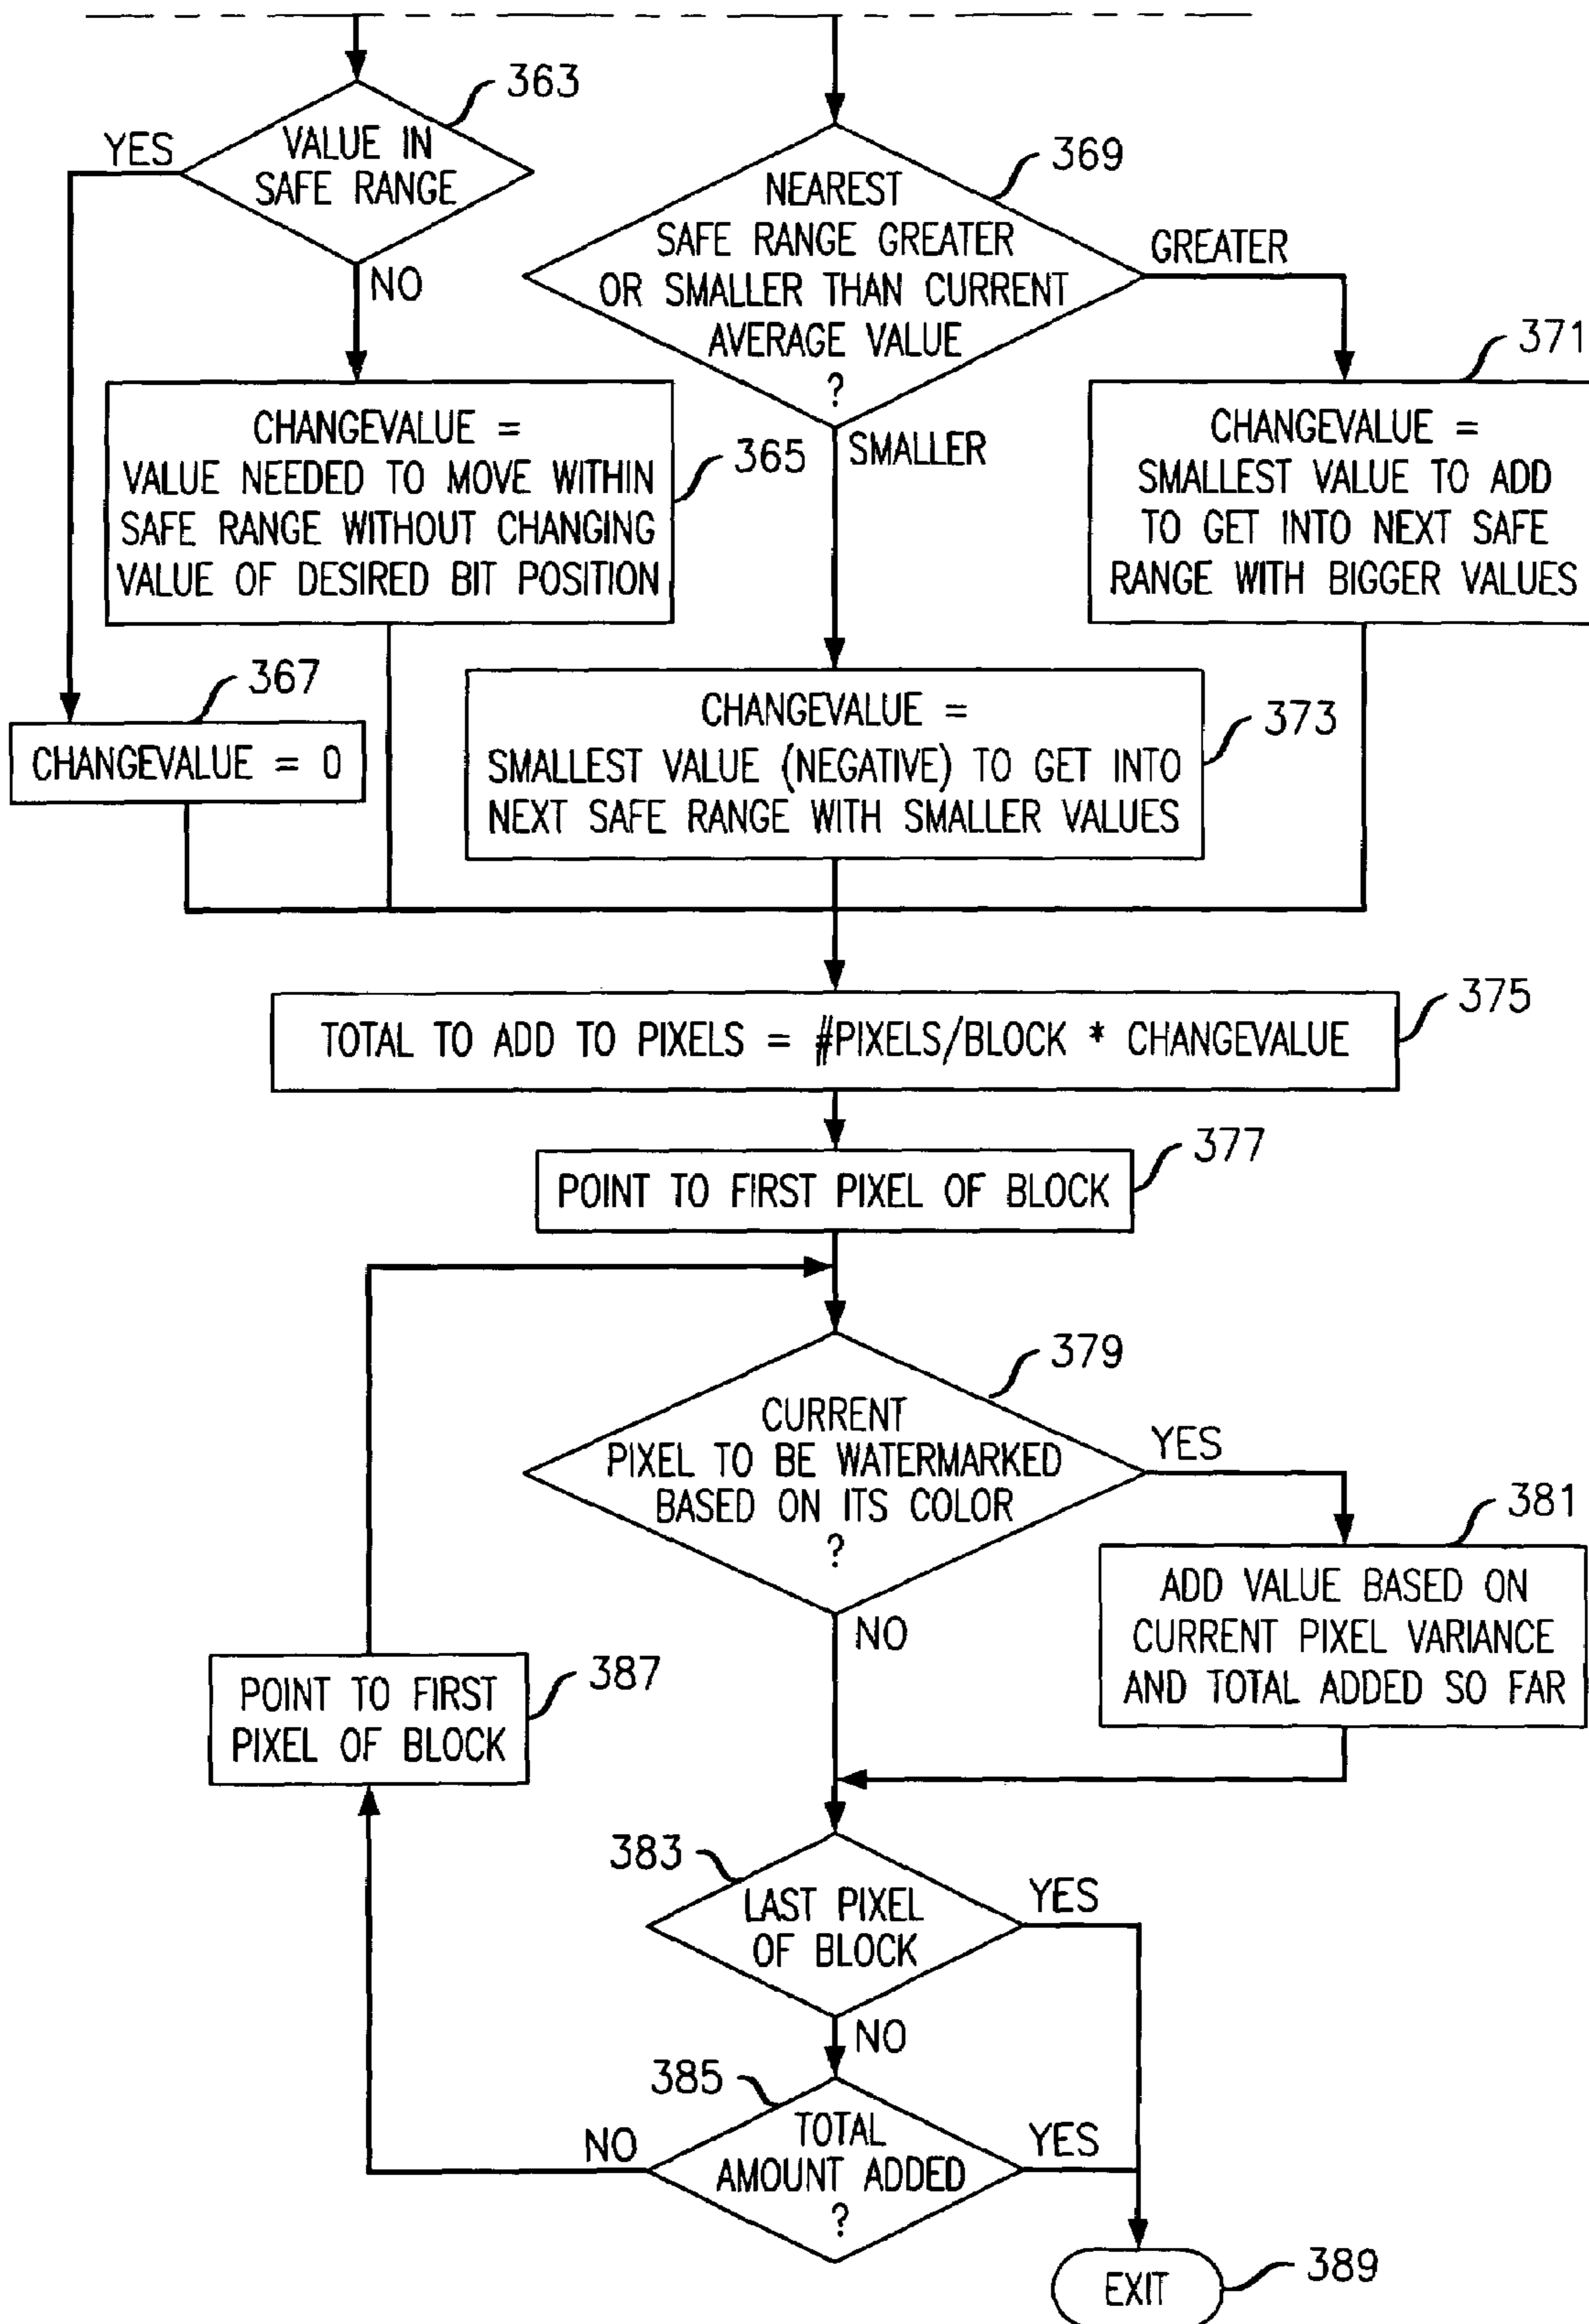 363
YES
VALUE IN
SAFE RANGE
NO
369
NEAREST
SAFE RANGE GREATER
OR SMALLER THAN CURRENT
AVERAGE VALUE
?
GREATER
SMALLER
371
CHANGEVALUE =
SMALLEST VALUE TO ADD
TO GET INTO NEXT SAFE
RANGE WITH BIGGER VALUES
CHANGEVALUE =
VALUE NEEDED TO MOVE WITHIN
SAFE RANGE WITHOUT CHANGING
VALUE OF DESIRED BIT POSITION
365
367
CHANGEVALUE = 0
CHANGEVALUE =
SMALLEST VALUE (NEGATIVE) TO GET INTO
NEXT SAFE RANGE WITH SMALLER VALUES
373
TOTAL TO ADD TO PIXELS = #PIXELS/BLOCK * CHANGEVALUE
375
POINT TO FIRST PIXEL OF BLOCK
377
379
CURRENT
PIXEL TO BE WATERMARKED
BASED ON ITS COLOR
?
YES
NO
381
ADD VALUE BASED ON
CURRENT PIXEL VARIANCE
AND TOTAL ADDED SO FAR
POINT TO FIRST
PIXEL OF BLOCK
387
383
LAST PIXEL
OF BLOCK
YES
NO
385
TOTAL
AMOUNT ADDED
?
NO
YES
EXIT
389